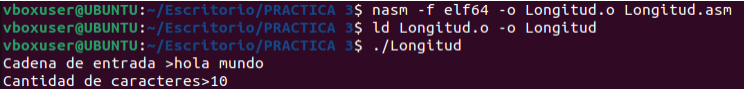 vboxuser@UBUNTU:~/Escritorio/PRACTICA 3$ nasm -f elf64 -o Longitud.o Longitud.asm
vboxuser@UBUNTU:~/Escritorio/PRACTICA 3$ ld Longitud.o -o Longitud
vboxuser@UBUNTU:~/Escritorio/PRACTICA 3$ ./Longitud
Cadena de entrada >hola mundo
Cantidad de caracteres>10